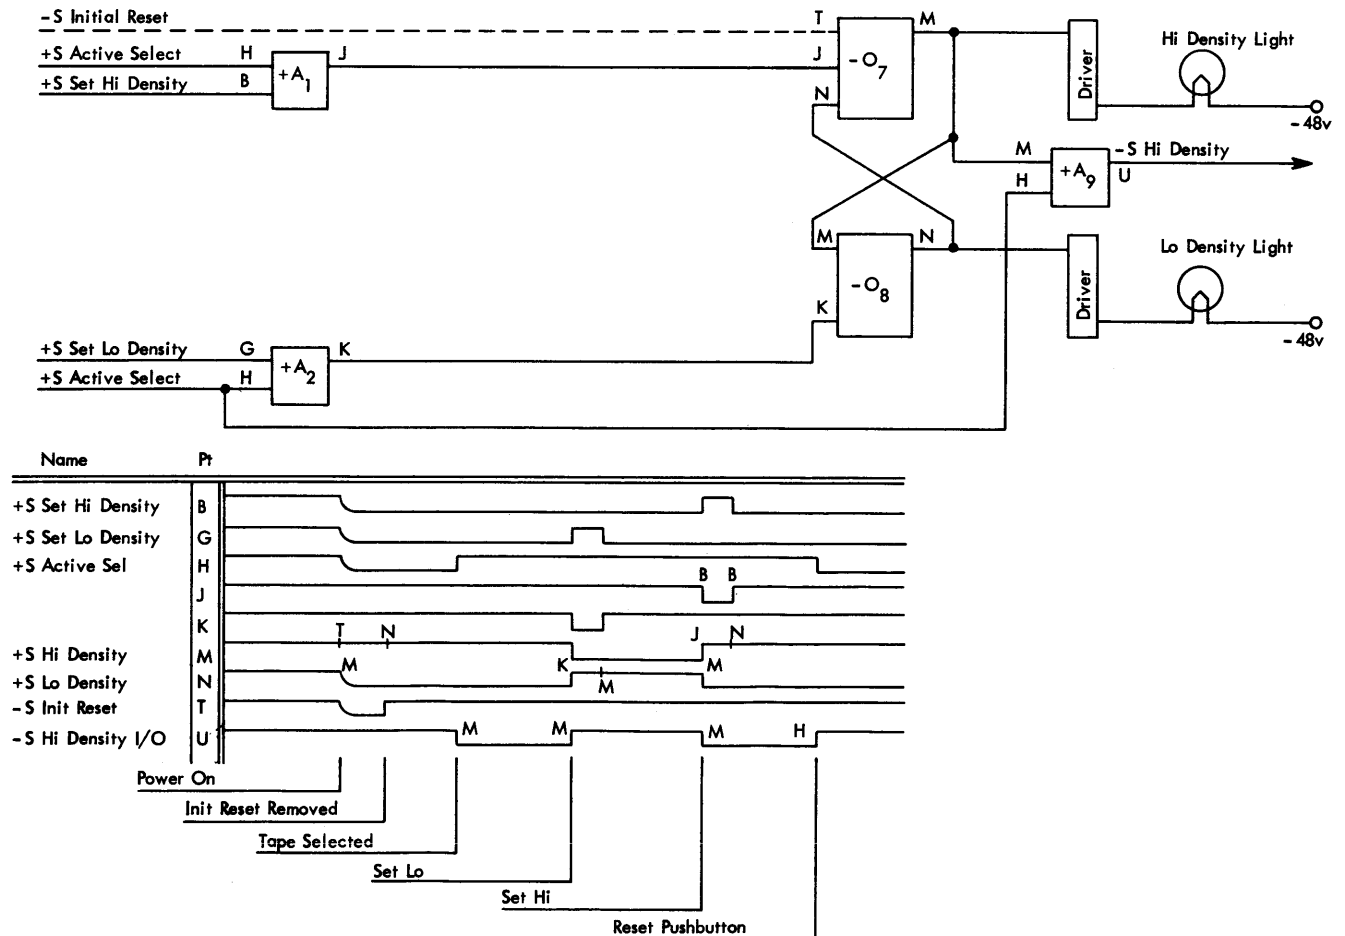 -S Initial Reset T M
Hi Density Light
+S Active Select H J J
+S Set Hi Density B +A1 -O7 Driver
N
-48v
M -S Hi Density
H +A9 U
M N Lo Density Light
-O8 Driver
K
+S Set Lo Density G K
-48v
+S Active Select H +A2
Name Pt
+S Set Hi Density B
+S Set Lo Density G
+S Active Sel H
B B
J
K
T N J N
+S Hi Density M
M K M
+S Lo Density N
M
-S Init Reset T
-S Hi Density I/O U M M M H
Power On
Init Reset Removed
Tape Selected
Set Lo
Set Hi
Reset Pushbutton